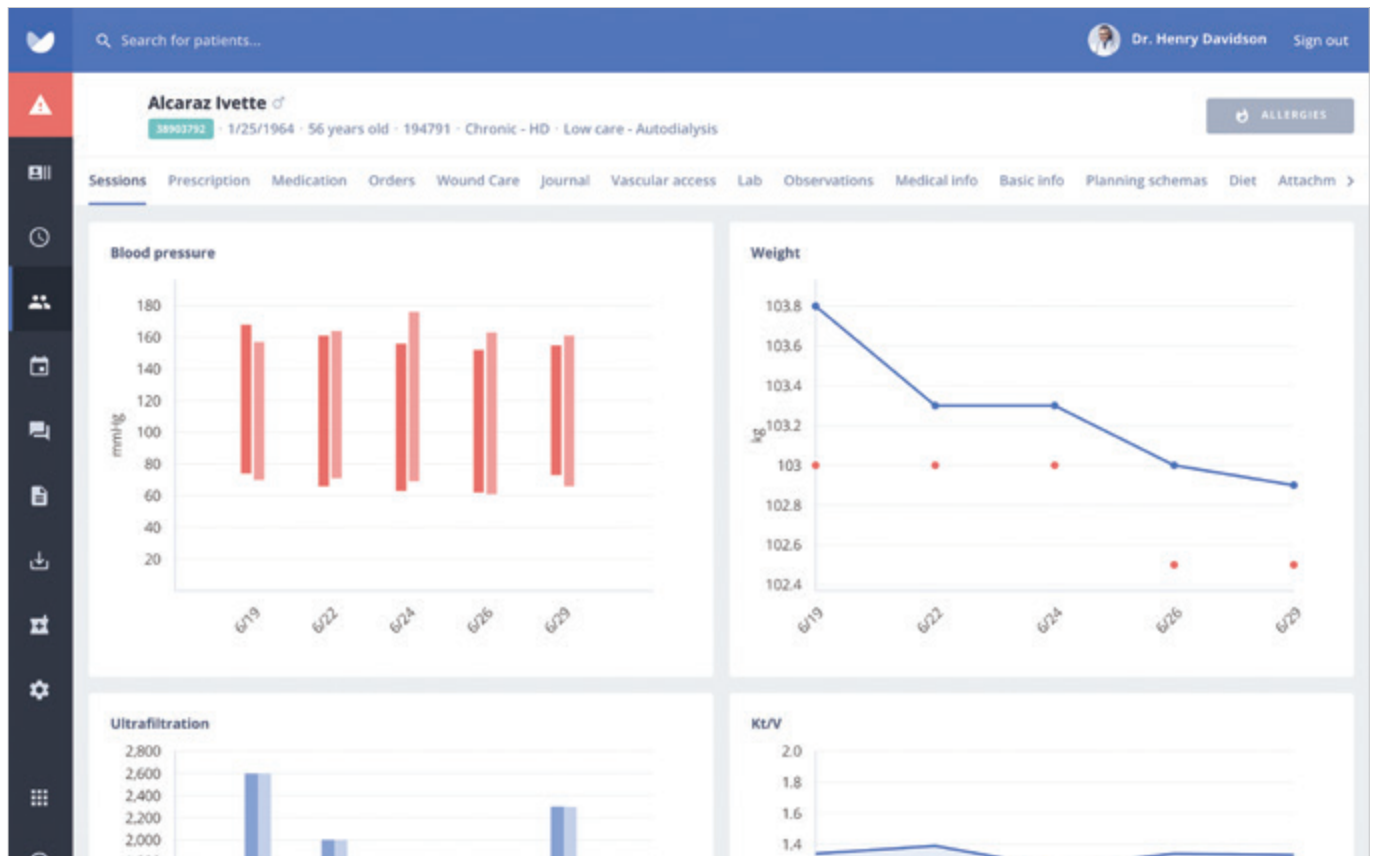 Search for patients...
Dr. Henry Davidson
Sign out
Alcaraz Ivette
38903792 · 1/25/1964 · 56 years old · 194791 · Chronic - HD · Low care - Autodialysis
ALLERGIES
Sessions Prescription Medication Orders Wound Care Journal Vascular access Lab Observations Medical info Basic info Planning schemas Diet Attachm
Blood pressure
180
160
140
120
100
80
60
40
20
mmHg
6/19 6/22 6/24 6/26 6/29
Weight
103.8
103.6
103.4
103.2
103
102.8
102.6
102.4
kg
6/19 6/22 6/24 6/26 6/29
Ultrafiltration
2,800
2,600
2,400
2,200
2,000
Kt/V
2.0
1.8
1.6
1.4